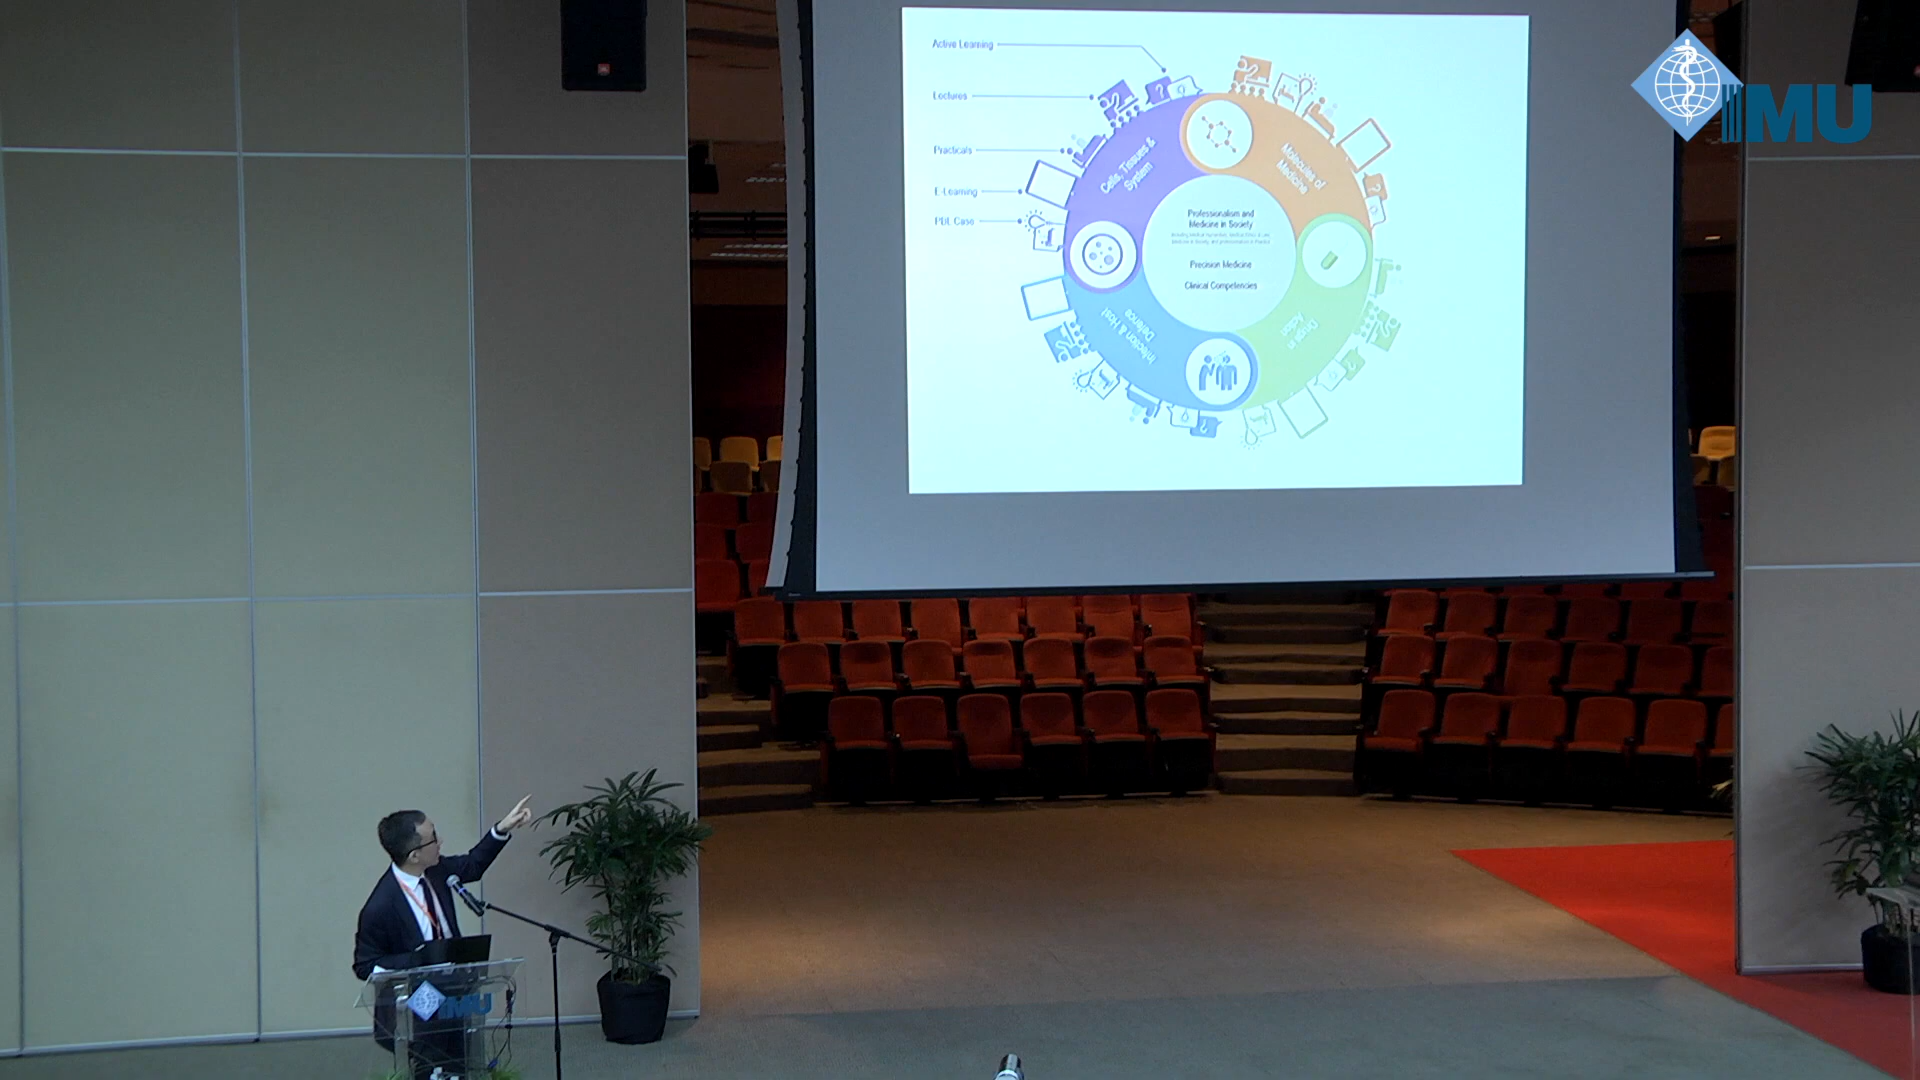 Active Learning
Lectures
Practicals
E-Learning
PBL Case
Cells, Tissues &
System
Molecules of
Medicine
Professionalism and
Medicine in Society
Precision Medicine
Clinical Competencies
Infection & Host
Defence
Drugs in
Action
IMU
IMU